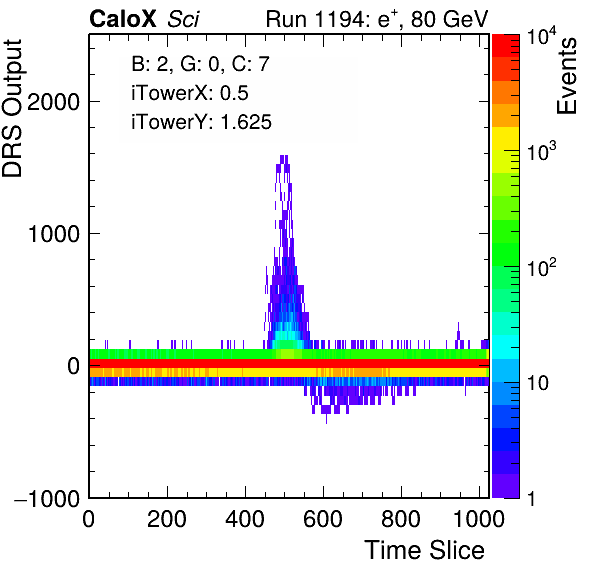 CaloX Sci Run 1194: e⁺, 80 GeV
B: 2, G: 0, C: 7
iTowerX: 0.5
iTowerY: 1.625
DRS Output
2000
1000
0
−1000
0 200 400 600 800 1000
Time Slice
Events
10⁴
10³
10²
10
1